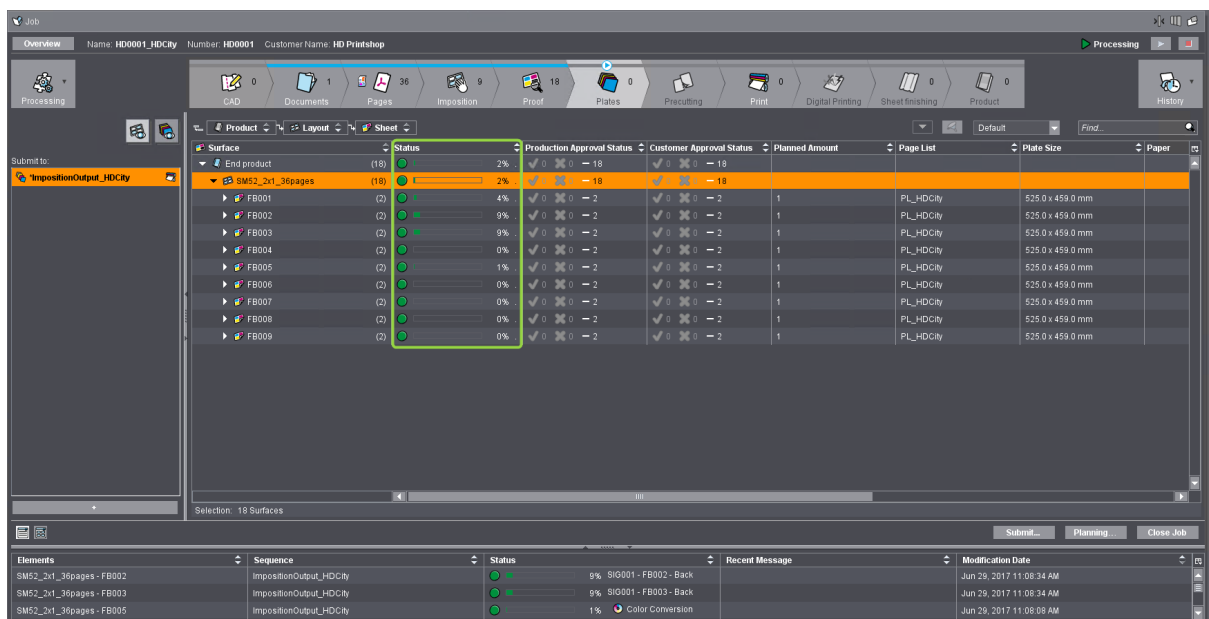 Job
Overview Name: HD0001_HDCity Number: HD0001 Customer Name: HD Printshop Processing
Processing
CAD 0
Documents 1
Pages 36
Imposition 9
Proof 18
Plates 0
Precutting
Print 0
Digital Printing
Sheet finishing 0
Product 0
History
Product Layout Sheet Default Find...
Submit to:
*ImpositionOutput_HDCity
Surface Status Production Approval Status Customer Approval Status Planned Amount Page List Plate Size Paper
End product (18) 2% . 0 0 – 18 0 0 – 18
SM52_2x1_36pages (18) 2% . – 18 – 18
FB001 (2) 4% . 0 0 – 2 0 0 – 2 1 PL_HDCity 525.0 x 459.0 mm
FB002 (2) 9% . 0 0 – 2 0 0 – 2 1 PL_HDCity 525.0 x 459.0 mm
FB003 (2) 9% . 0 0 – 2 0 0 – 2 1 PL_HDCity 525.0 x 459.0 mm
FB004 (2) 0% . 0 0 – 2 0 0 – 2 1 PL_HDCity 525.0 x 459.0 mm
FB005 (2) 1% . 0 0 – 2 0 0 – 2 1 PL_HDCity 525.0 x 459.0 mm
FB006 (2) 0% . 0 0 – 2 0 0 – 2 1 PL_HDCity 525.0 x 459.0 mm
FB007 (2) 0% . 0 0 – 2 0 0 – 2 1 PL_HDCity 525.0 x 459.0 mm
FB008 (2) 0% . 0 0 – 2 0 0 – 2 1 PL_HDCity 525.0 x 459.0 mm
FB009 (2) 0% . 0 0 – 2 0 0 – 2 1 PL_HDCity 525.0 x 459.0 mm
+
Selection: 18 Surfaces
Submit... Planning... Close Job
Elements Sequence Status Recent Message Modification Date
SM52_2x1_36pages - FB002 ImpositionOutput_HDCity 9% SIG001 - FB002 - Back Jun 29, 2017 11:08:34 AM
SM52_2x1_36pages - FB003 ImpositionOutput_HDCity 9% SIG001 - FB003 - Back Jun 29, 2017 11:08:34 AM
SM52_2x1_36pages - FB005 ImpositionOutput_HDCity 1% Color Conversion Jun 29, 2017 11:08:08 AM